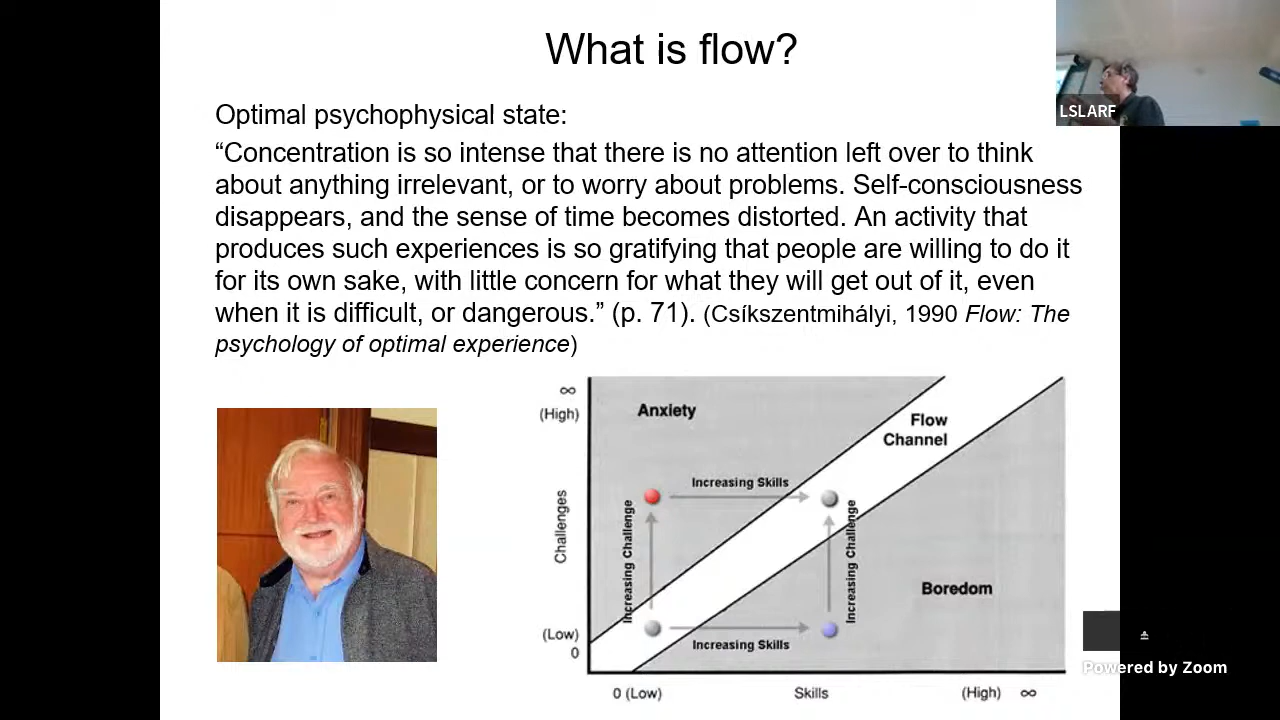 What is flow?
LSLARF
Optimal psychophysical state:
“Concentration is so intense that there is no attention left over to think
about anything irrelevant, or to worry about problems. Self-consciousness
disappears, and the sense of time becomes distorted. An activity that
produces such experiences is so gratifying that people are willing to do it
for its own sake, with little concern for what they will get out of it, even
when it is difficult, or dangerous.” (p. 71). (Csíkszentmihályi, 1990 Flow: The
psychology of optimal experience)
∞
(High)
Anxiety
Flow
Channel
Increasing Skills
Challenges
Increasing Challenge
Increasing Challenge
Boredom
(Low)
0
Increasing Skills
0 (Low)
Skills
(High) ∞
Powered by Zoom